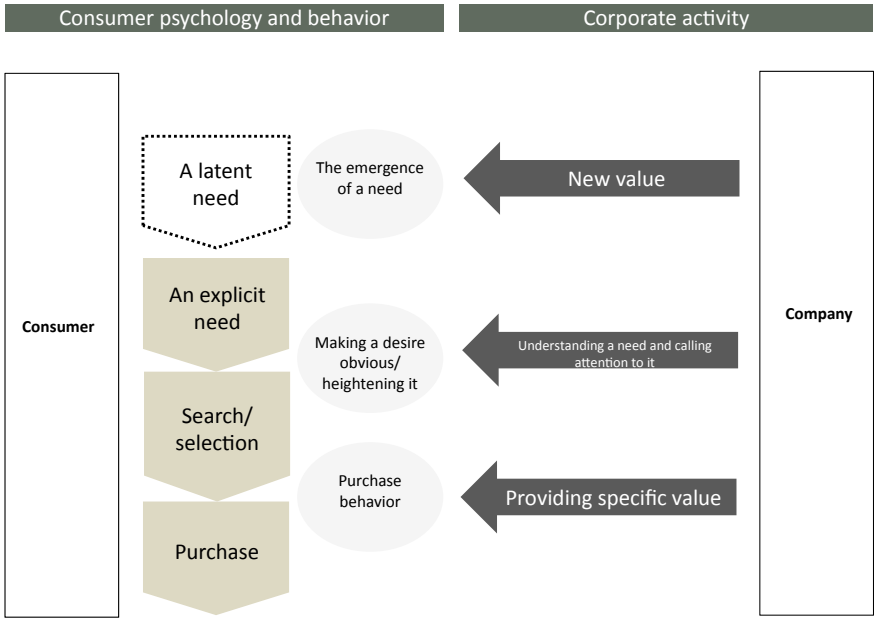 Consumer psychology and behavior
Corporate activity
A latent
need
The emergence
of a need
New value
An explicit
need
Consumer
Company
Making a desire
obvious/
heightening it
Understanding a need and calling
attention to it
Search/
selection
Purchase
behavior
Providing specific value
Purchase